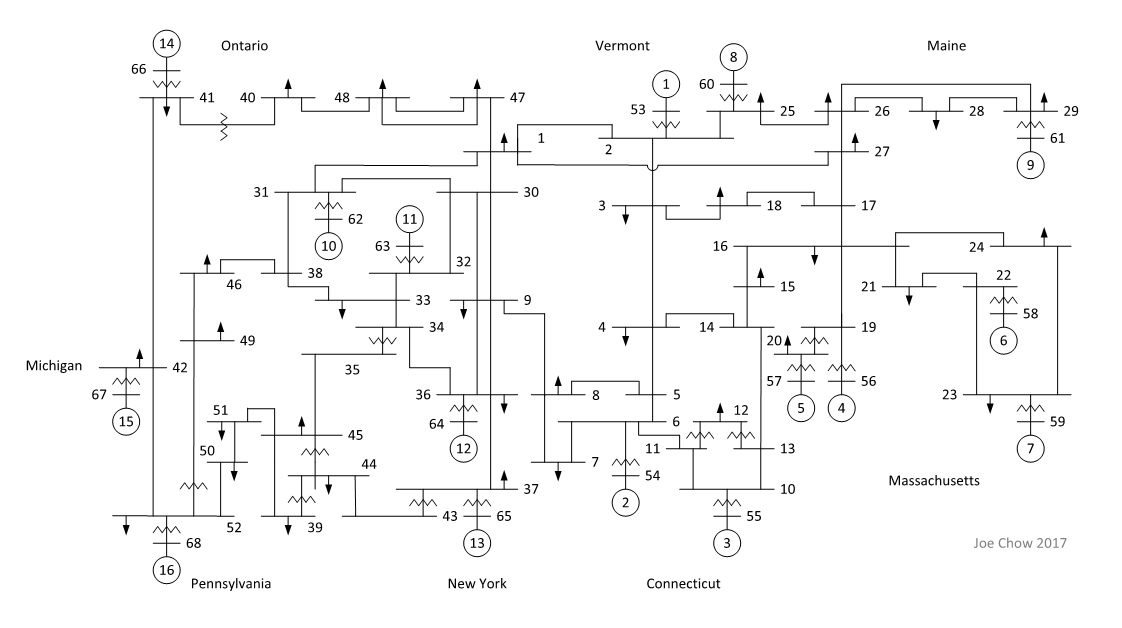 14 Ontario Vermont 8 Maine
66 1 60
41 40 48 47 53 25 26 28 29
1 2 27 61
9
31 30 3 18 17
62 11
10 63 16 24
46 38 32 15 21 22
33 9 58
49 34 4 14 19 6
35 20
Michigan 42 57 56
67 36 8 5 23
15 51 64 6 12 5 4 59
50 45 12 11 13 7
44 7 54
37 10 Massachusetts
52 39 43 65 2 55
68 13 3 Joe Chow 2017
16 Pennsylvania New York Connecticut